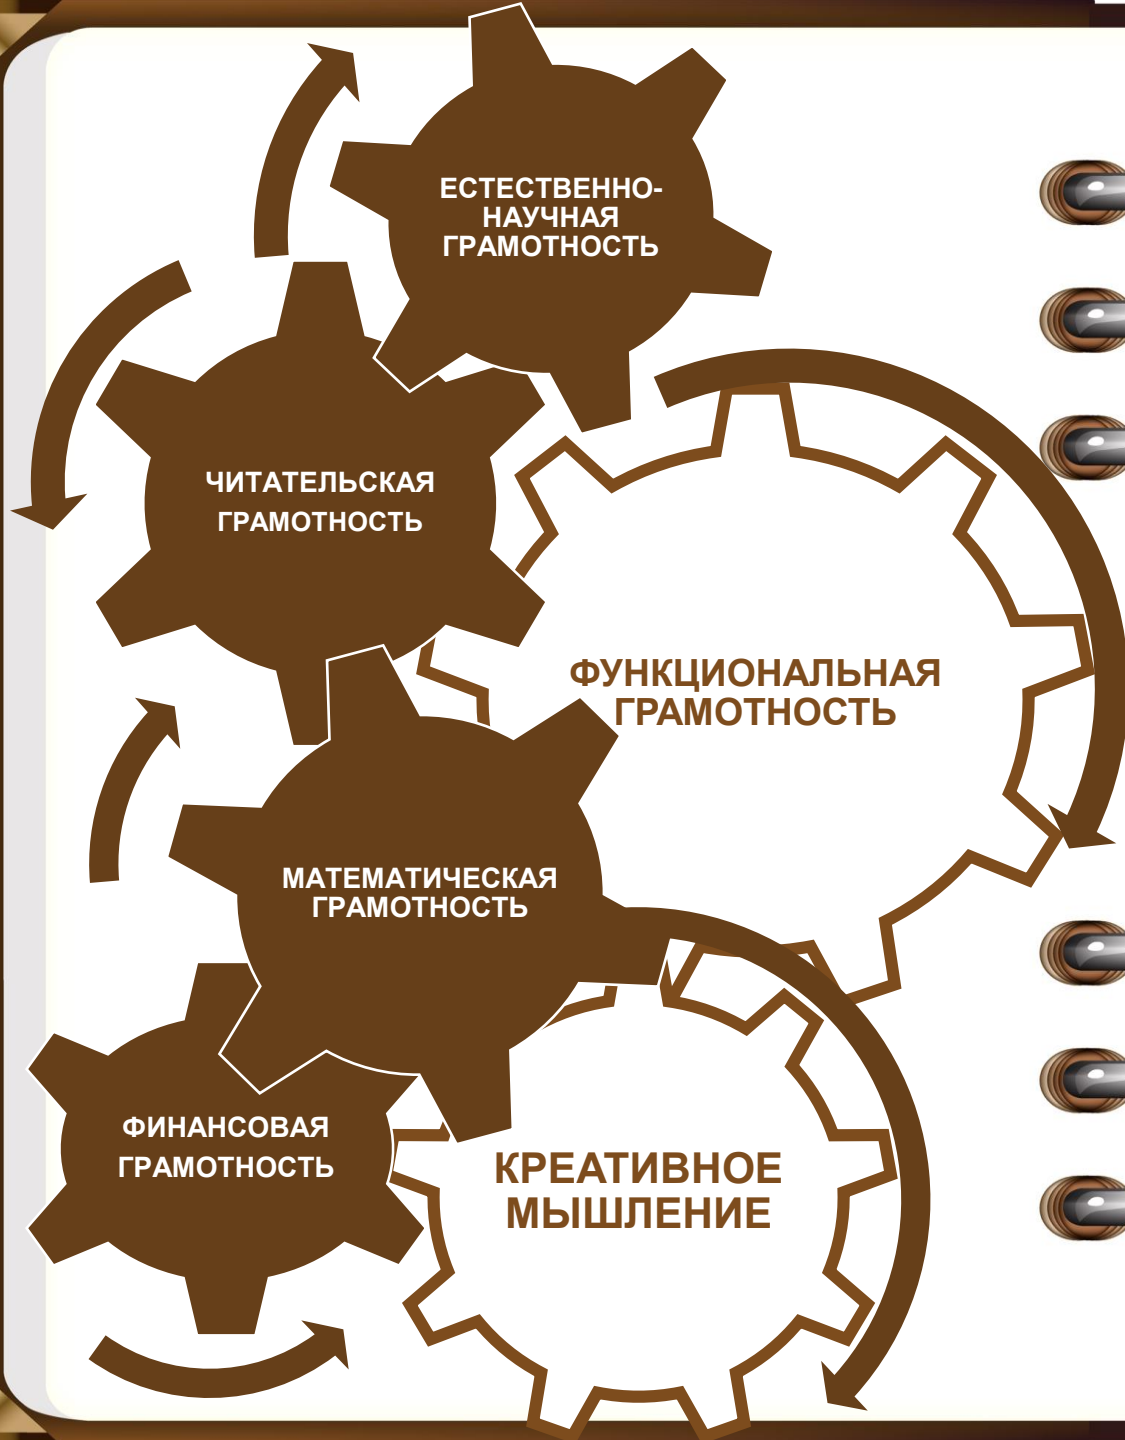 ЕСТЕСТВЕННО-
НАУЧНАЯ
ГРАМОТНОСТЬ
ЧИТАТЕЛЬСКАЯ
ГРАМОТНОСТЬ
ФУНКЦИОНАЛЬНАЯ
ГРАМОТНОСТЬ
МАТЕМАТИЧЕСКАЯ
ГРАМОТНОСТЬ
ФИНАНСОВАЯ
ГРАМОТНОСТЬ
КРЕАТИВНОЕ
МЫШЛЕНИЕ